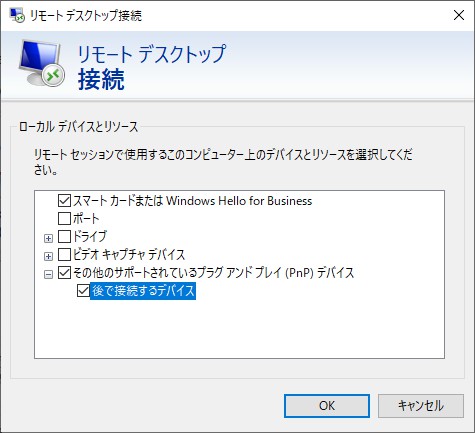 リモート デスクトップ接続
リモート デスクトップ
接続
ローカル デバイスとリソース
リモート セッションで使用するこのコンピューター上のデバイスとリソースを選択してくだ
さい。
スマート カードまたは Windows Hello for Business
ポート
ドライブ
ビデオ キャプチャ デバイス
その他のサポートされているプラグ アンド プレイ (PnP) デバイス
後で接続するデバイス
OK
キャンセル